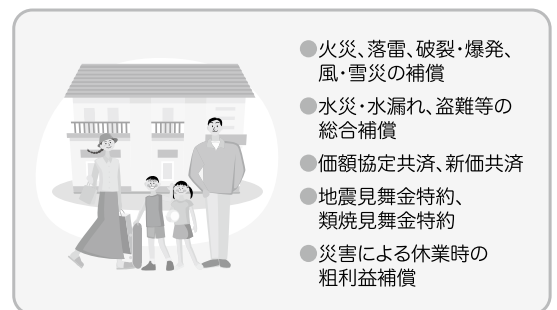 ●火災、落雷、破裂・爆発、
風・雪災の補償
●水災・水漏れ、盗難等の
総合補償
●価額協定共済、新価共済
●地震見舞金特約、
類焼見舞金特約
●災害による休業時の
粗利益補償